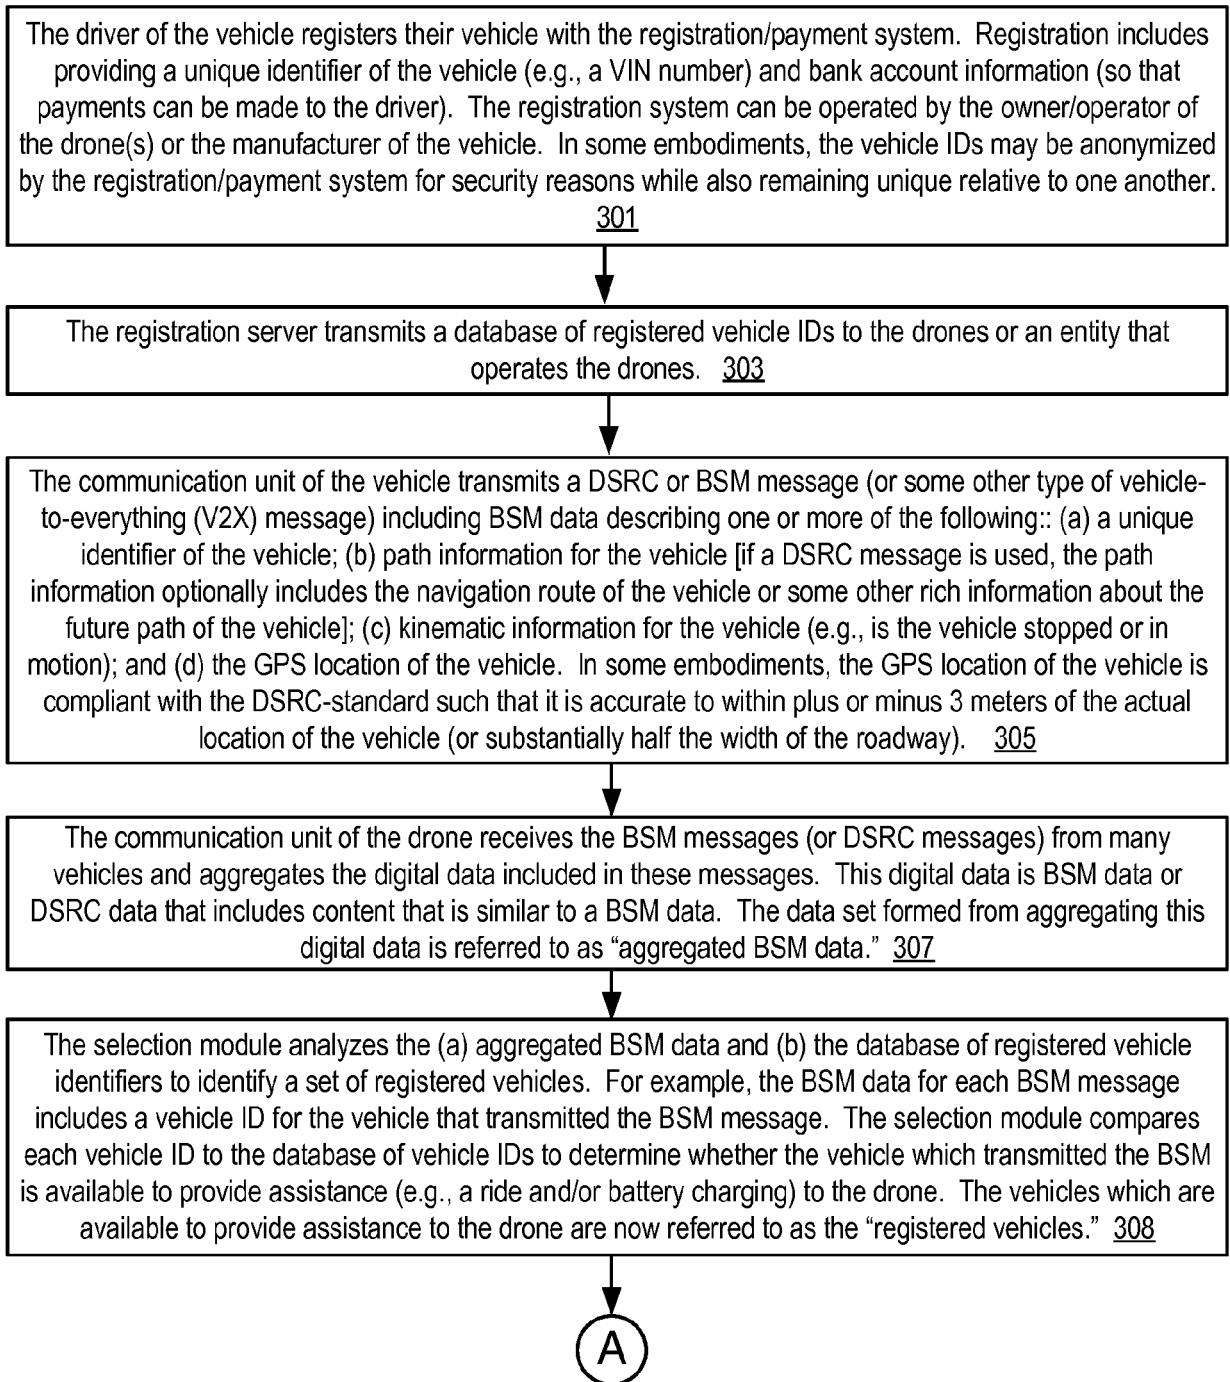 The driver of the vehicle registers their vehicle with the registration/payment system. Registration includes
providing a unique identifier of the vehicle (e.g., a VIN number) and bank account information (so that
payments can be made to the driver). The registration system can be operated by the owner/operator of
the drone(s) or the manufacturer of the vehicle. In some embodiments, the vehicle IDs may be anonymized
by the registration/payment system for security reasons while also remaining unique relative to one another.
301
The registration server transmits a database of registered vehicle IDs to the drones or an entity that
operates the drones. 303
The communication unit of the vehicle transmits a DSRC or BSM message (or some other type of vehicle-
to-everything (V2X) message) including BSM data describing one or more of the following:: (a) a unique
identifier of the vehicle; (b) path information for the vehicle [if a DSRC message is used, the path
information optionally includes the navigation route of the vehicle or some other rich information about the
future path of the vehicle]; (c) kinematic information for the vehicle (e.g., is the vehicle stopped or in
motion); and (d) the GPS location of the vehicle. In some embodiments, the GPS location of the vehicle is
compliant with the DSRC-standard such that it is accurate to within plus or minus 3 meters of the actual
location of the vehicle (or substantially half the width of the roadway). 305
The communication unit of the drone receives the BSM messages (or DSRC messages) from many
vehicles and aggregates the digital data included in these messages. This digital data is BSM data or
DSRC data that includes content that is similar to a BSM data. The data set formed from aggregating this
digital data is referred to as “aggregated BSM data.” 307
The selection module analyzes the (a) aggregated BSM data and (b) the database of registered vehicle
identifiers to identify a set of registered vehicles. For example, the BSM data for each BSM message
includes a vehicle ID for the vehicle that transmitted the BSM message. The selection module compares
each vehicle ID to the database of vehicle IDs to determine whether the vehicle which transmitted the BSM
is available to provide assistance (e.g., a ride and/or battery charging) to the drone. The vehicles which are
available to provide assistance to the drone are now referred to as the “registered vehicles.” 308
A